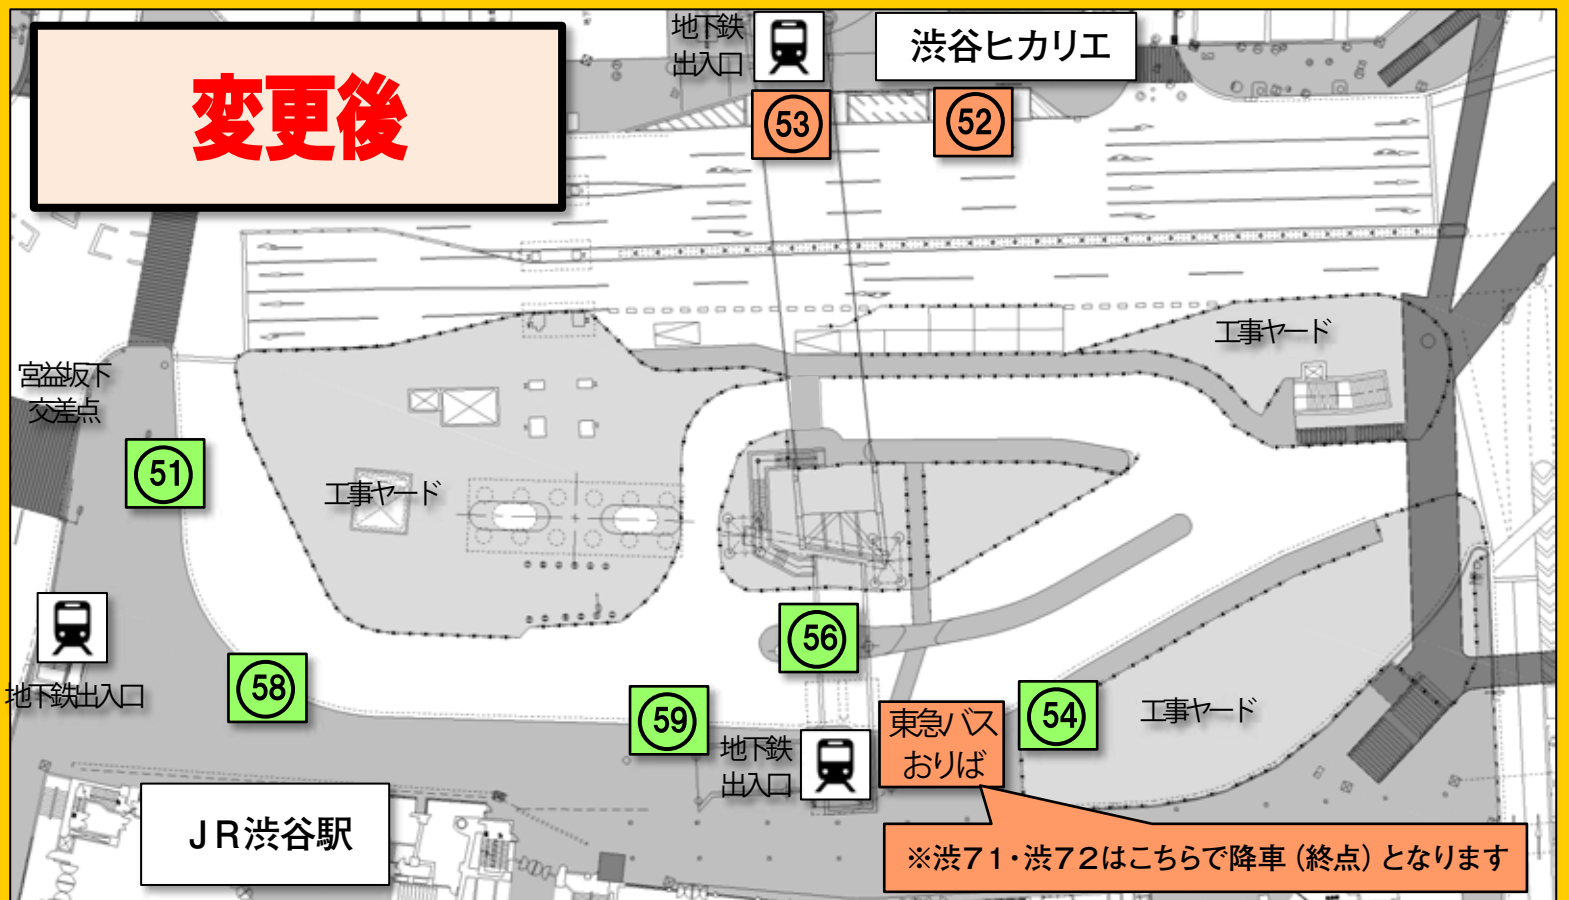 変更後
地下鉄
出入口
渋谷ヒカリエ
53
52
工事ヤード
宮益坂下
交差点
51
工事ヤード
56
地下鉄出入口
58
59
54
工事ヤード
地下鉄
出入口
東急バス
おりば
JR渋谷駅
※渋71・渋72はこちらで降車(終点)となります